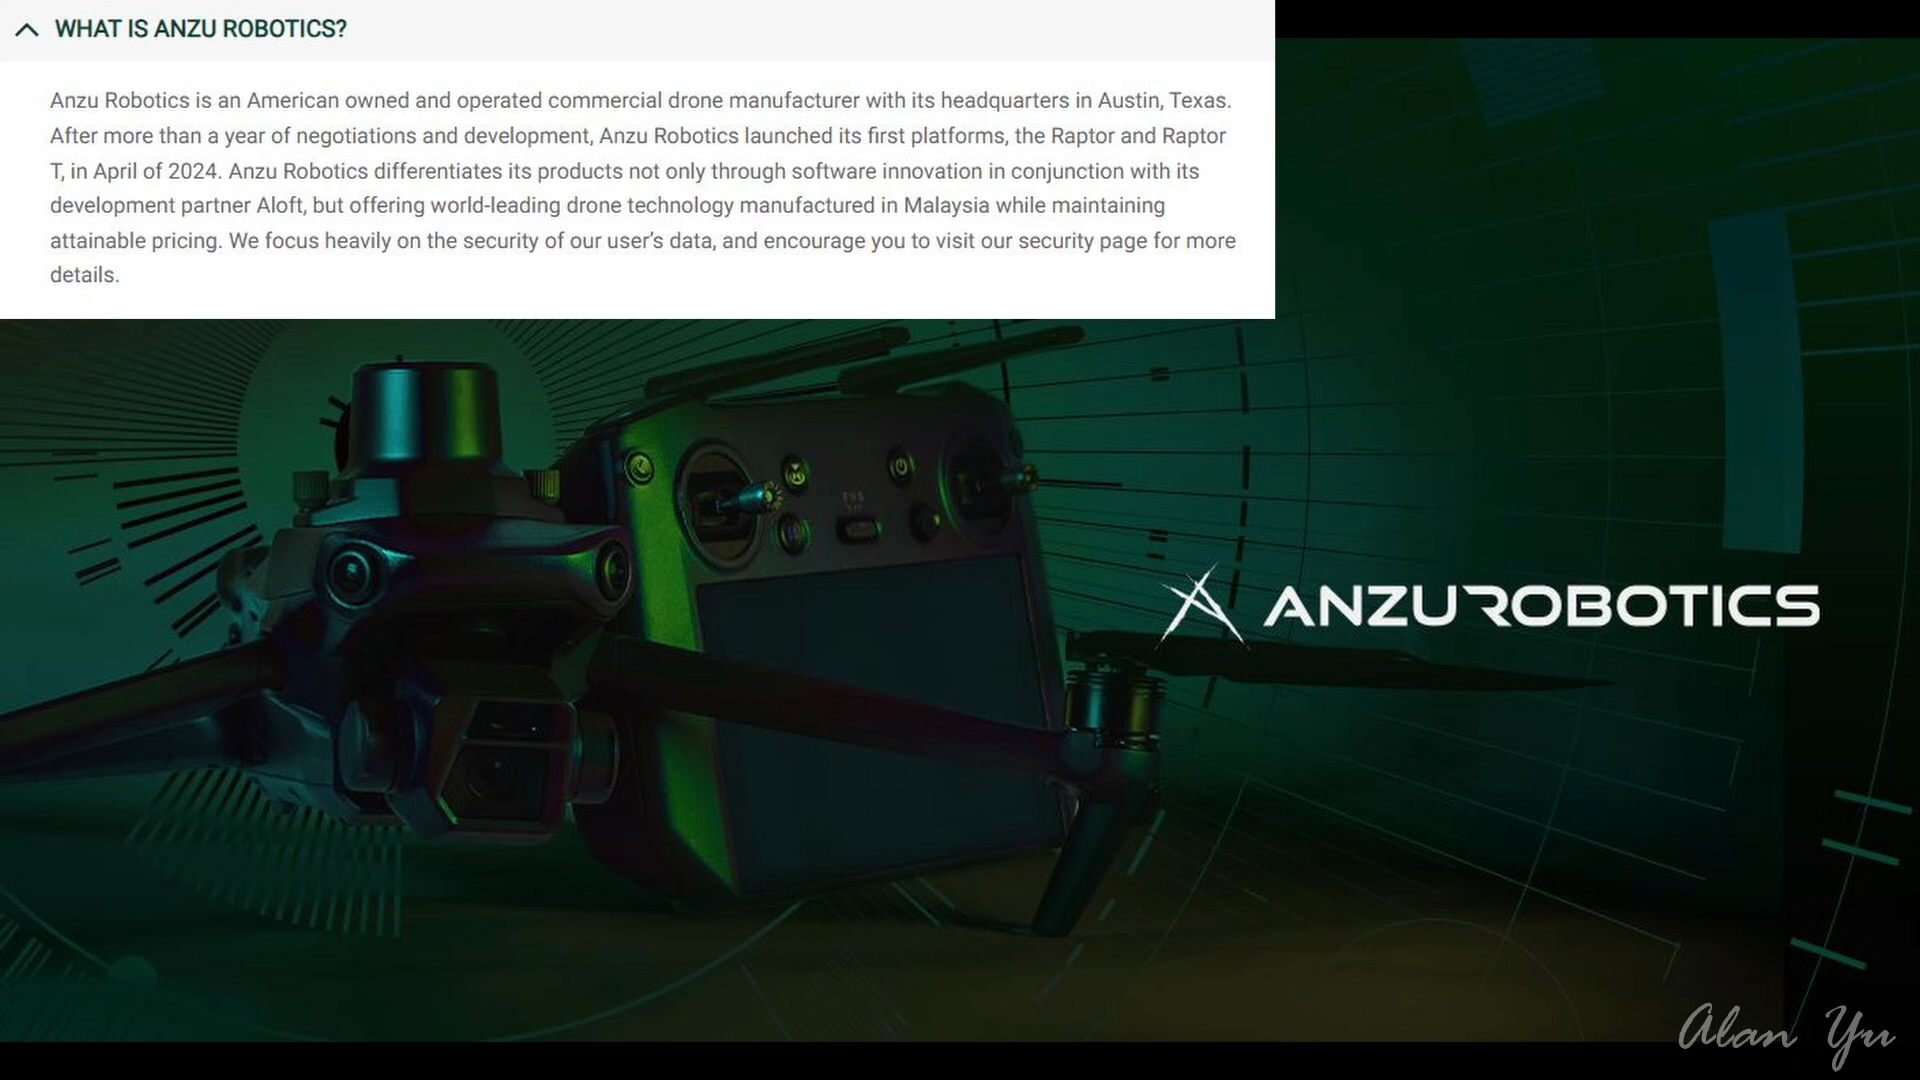 WHAT IS ANZU ROBOTICS?
Anzu Robotics is an American owned and operated commercial drone manufacturer with its headquarters in Austin, Texas.
After more than a year of negotiations and development, Anzu Robotics launched its first platforms, the Raptor and Raptor
T, in April of 2024. Anzu Robotics differentiates its products not only through software innovation in conjunction with its
development partner Aloft, but offering world-leading drone technology manufactured in Malaysia while maintaining
attainable pricing. We focus heavily on the security of our user’s data, and encourage you to visit our security page for more
details.
ANZU ROBOTICS
Alan Yu